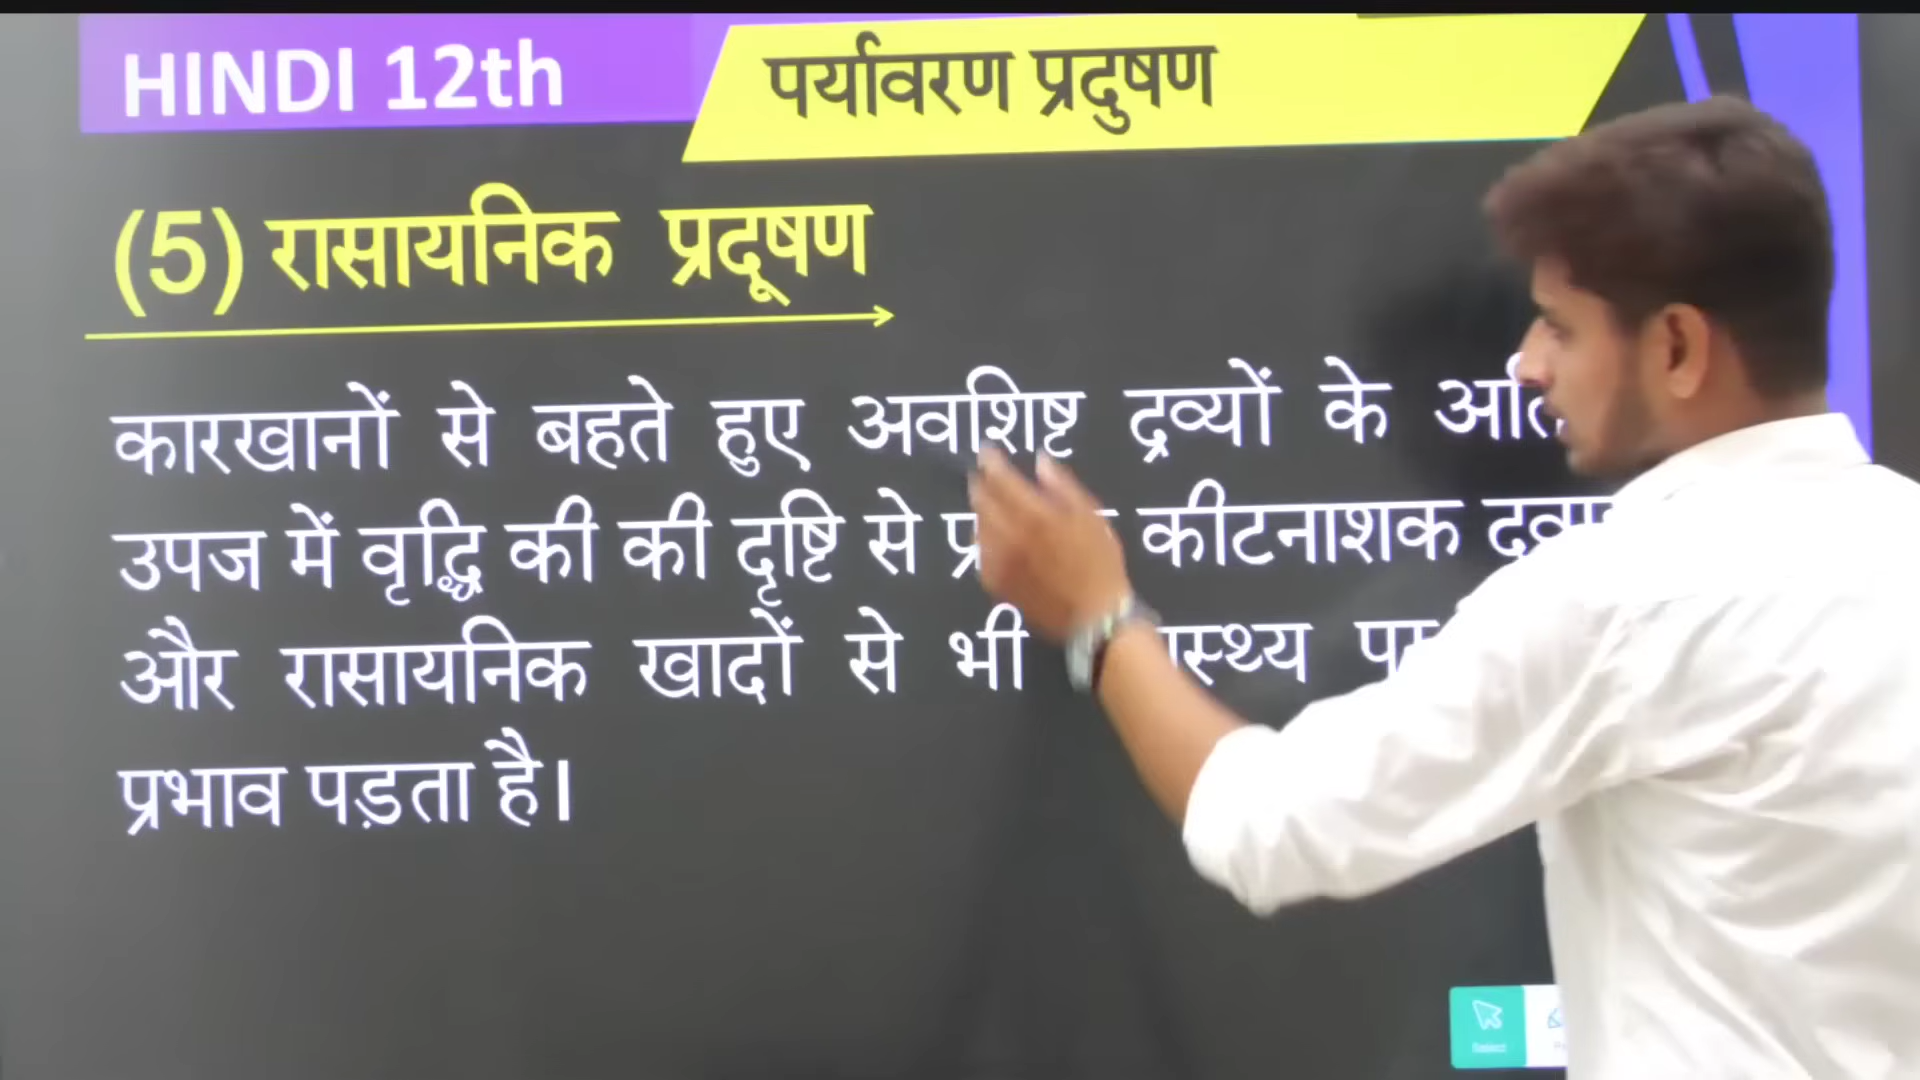 HINDI 12th
पर्यावरण प्रदुषण
(5) रासायनिक प्रदूषण
कारखानों से बहते हुए अवशिष्ट द्रव्यों के
उपज में वृद्धि की की दृष्टि से कीटनाशक
और रासायनिक खादों से भी
प्रभाव पड़ता है।
Select